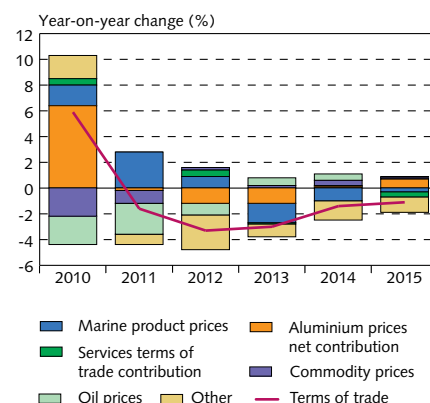 Year-on-year change (%)
12
10
8
6
4
2
0
-2
-4
-6
2010 2011 2012 2013 2014 2015
Marine product prices
Aluminium prices
net contribution
Services terms of
trade contribution
Commodity prices
Oil prices
Other
Terms of trade